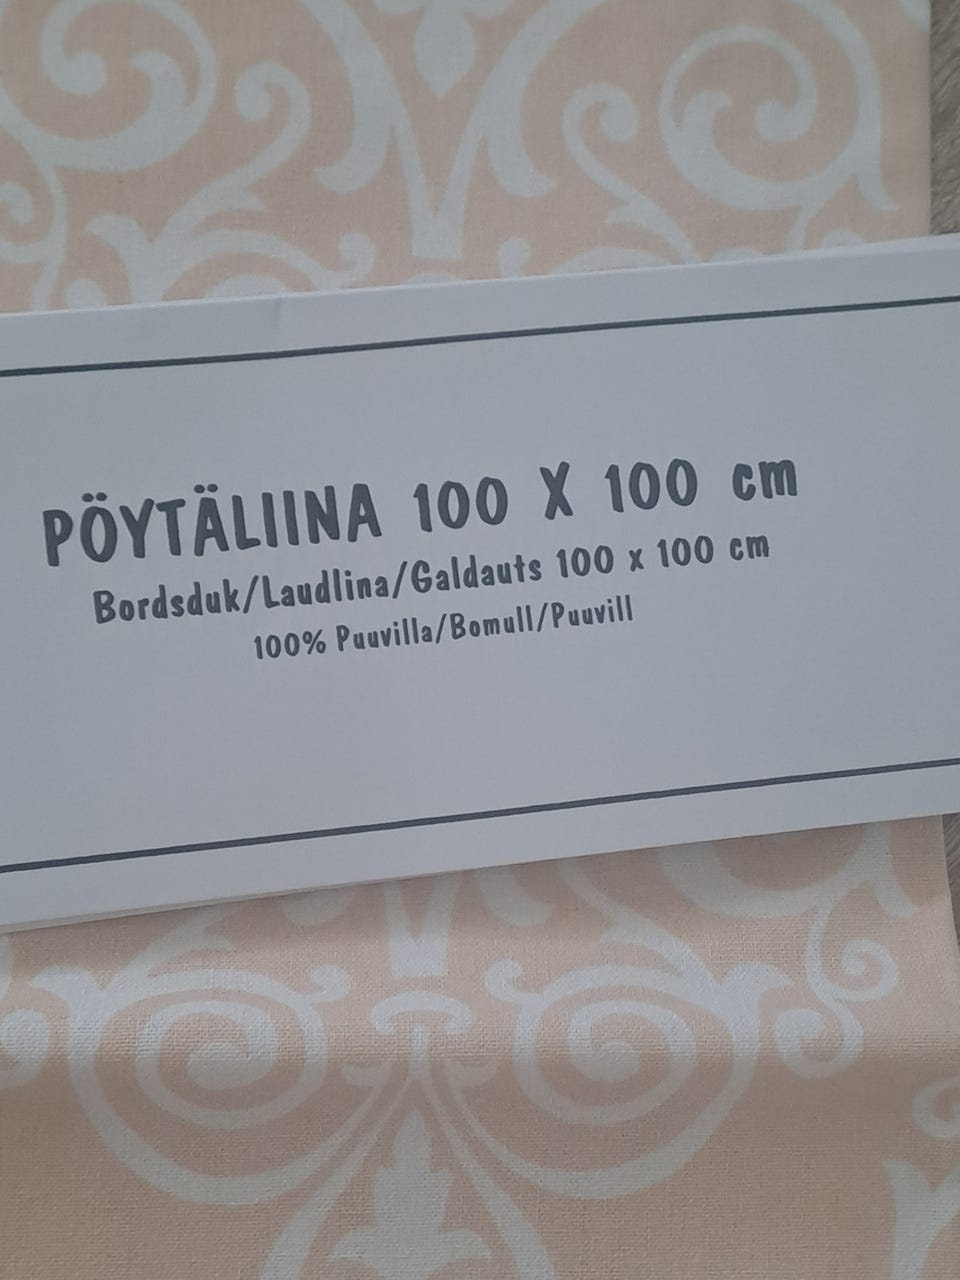 PÖYTÄLIINA 100 X 100 cm
Bordsduk/Laudlina/Galdauts 100 x 100 cm
100% Puuvilla/Bomull/Puuvill